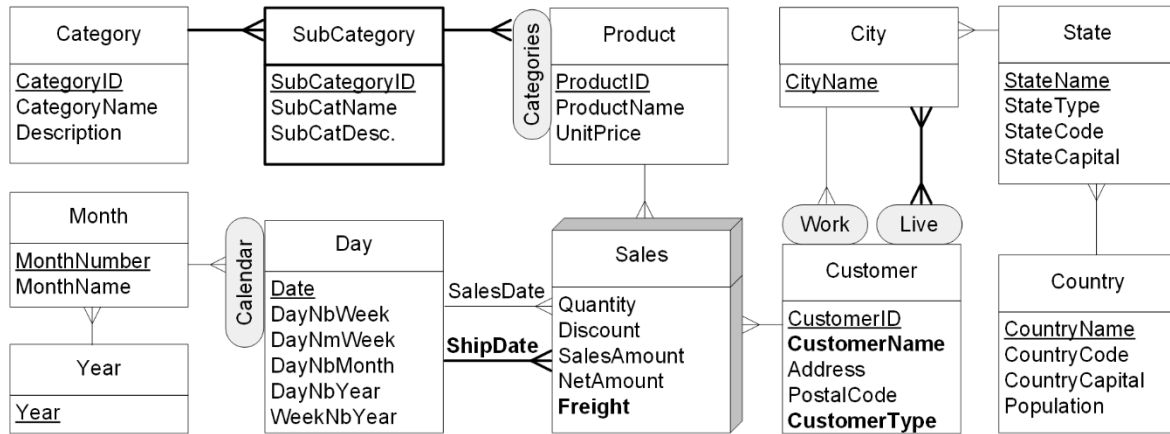 Category
CategoryID
CategoryName
Description
SubCategory
SubCategoryID
SubCatName
SubCatDesc.
Categories
Product
ProductID
ProductName
UnitPrice
City
CityName
State
StateName
StateType
StateCode
StateCapital
Month
MonthNumber
MonthName
Year
Year
Calendar
Day
Date
DayNbWeek
DayNmWeek
DayNbMonth
DayNbYear
WeekNbYear
SalesDate
ShipDate
Sales
Quantity
Discount
SalesAmount
NetAmount
Freight
Work
Live
Customer
CustomerID
CustomerName
Address
PostalCode
CustomerType
Country
CountryName
CountryCode
CountryCapital
Population